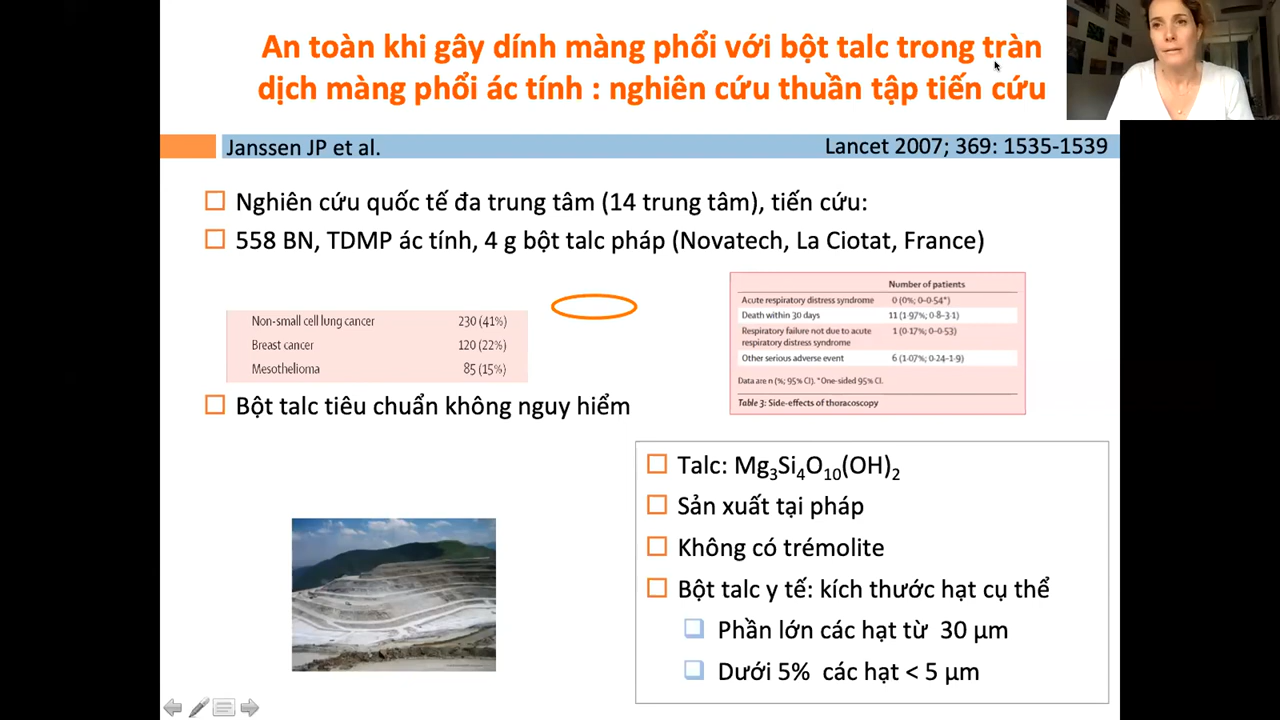 An toàn khi gây dính màng phổi với bột talc trong tràn
dịch màng phổi ác tính : nghiên cứu thuần tập tiến cứu
Janssen JP et al.
Lancet 2007; 369: 1535-1539
Nghiên cứu quốc tế đa trung tâm (14 trung tâm), tiến cứu:
558 BN, TDMP ác tính, 4 g bột talc pháp (Novatech, La Ciotat, France)
Non-small cell lung cancer 230 (41%)
Breast cancer 120 (22%)
Mesothelioma 85 (15%)
Number of patients
Acute respiratory distress syndrome 0 (0%; 0–0·54*)
Death within 30 days 11 (1·97%; 0·8–3·1)
Respiratory failure not due to acute 1 (0·17%; 0–0·53)
respiratory distress syndrome
Other serious adverse event 6 (1·07%; 0·24–1·9)
Data are n (%; 95% CI). *One-sided 95% CI.
Table 3: Side-effects of thoracoscopy
Bột talc tiêu chuẩn không nguy hiểm
Talc: Mg₃Si₄O₁₀(OH)₂
Sản xuất tại pháp
Không có trémolite
Bột talc y tế: kích thước hạt cụ thể
Phần lớn các hạt từ 30 µm
Dưới 5% các hạt < 5 µm